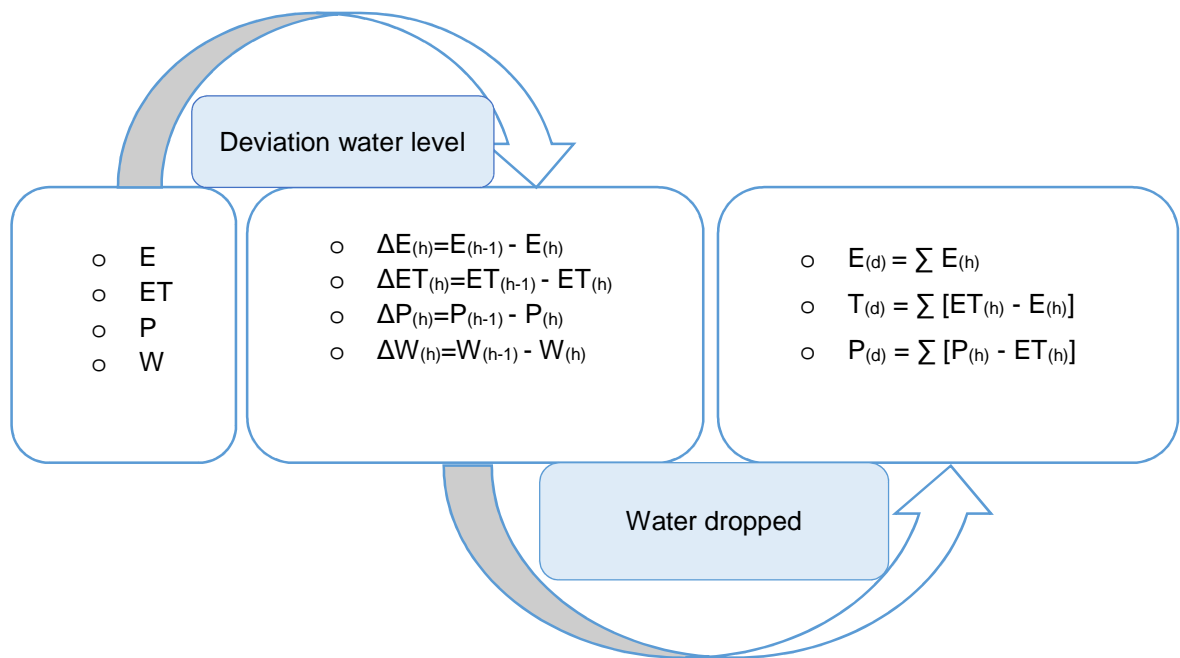 Deviation water level
o E
o ET
o P
o W
o ΔE(h)=E(h-1) - E(h)
o ΔET(h)=ET(h-1) - ET(h)
o ΔP(h)=P(h-1) - P(h)
o ΔW(h)=W(h-1) - W(h)
o E(d) = ∑ E(h)
o T(d) = ∑ [ET(h) - E(h)]
o P(d) = ∑ [P(h) - ET(h)]
Water dropped